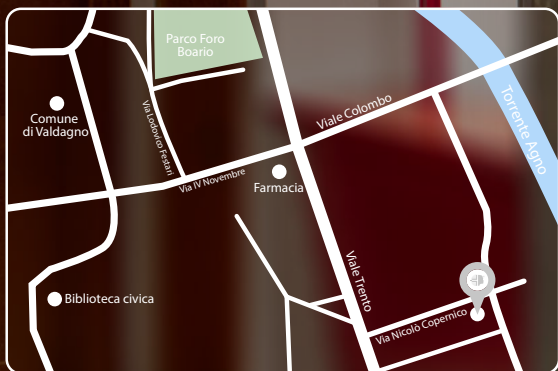 Parco Foro
Boario
Torrente Agno
Viale Colombo
Comune
di Valdagno
Via Lodovico Festari
Via IV Novembre
Farmacia
Viale Trento
Biblioteca civica
Via Nicolò Copernico